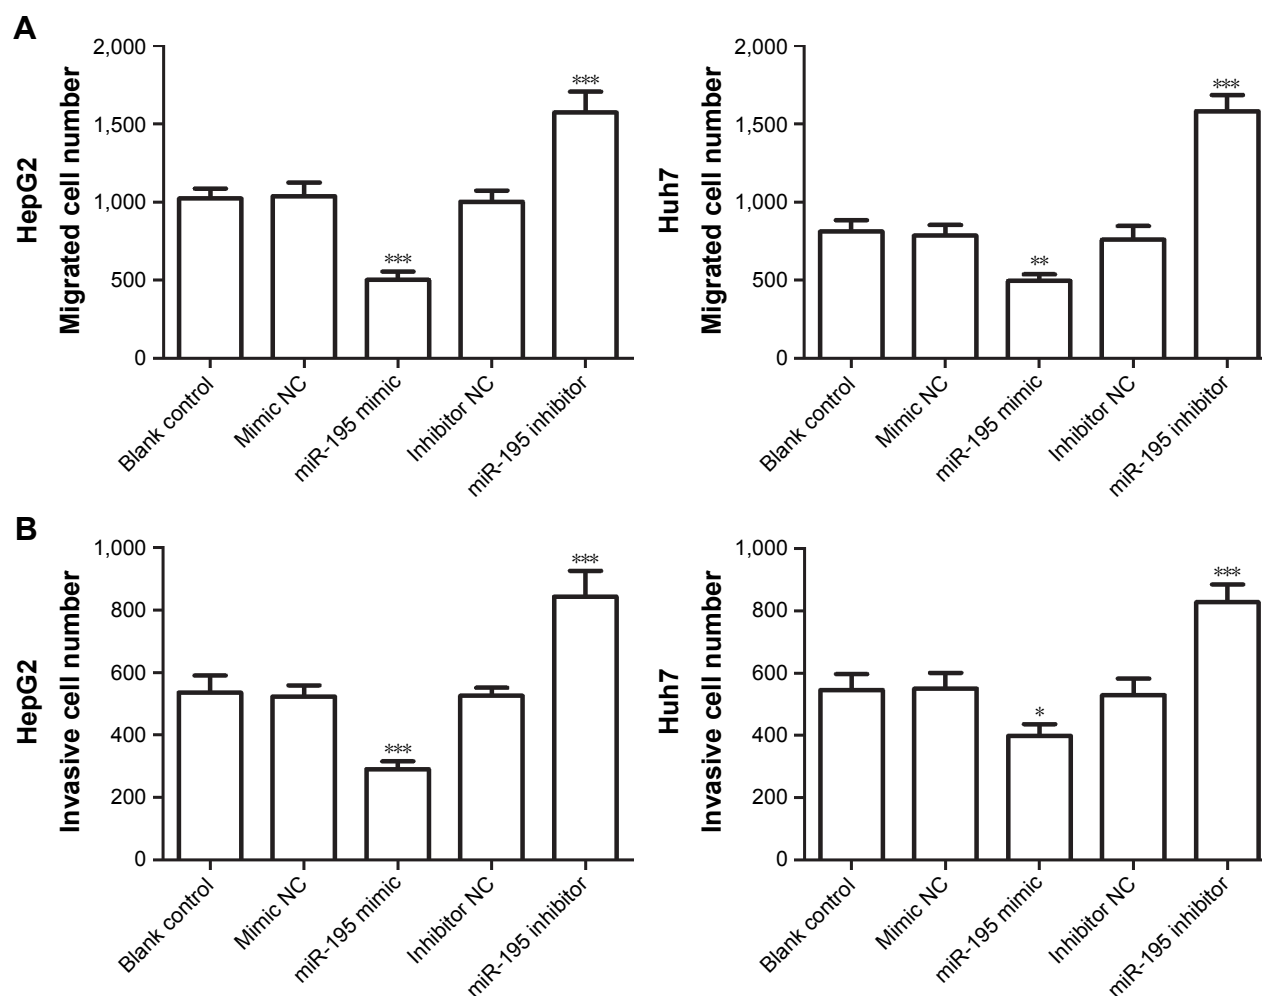 A
HepG2
Migrated cell number
2,000
1,500
1,000
500
0
***
***
Blank control
Mimic NC
miR-195 mimic
Inhibitor NC
miR-195 inhibitor
Huh7
Migrated cell number
2,000
1,500
1,000
500
0
**
***
Blank control
Mimic NC
miR-195 mimic
Inhibitor NC
miR-195 inhibitor
B
HepG2
Invasive cell number
1,000
800
600
400
200
0
***
***
Blank control
Mimic NC
miR-195 mimic
Inhibitor NC
miR-195 inhibitor
Huh7
Invasive cell number
1,000
800
600
400
200
0
*
***
Blank control
Mimic NC
miR-195 mimic
Inhibitor NC
miR-195 inhibitor